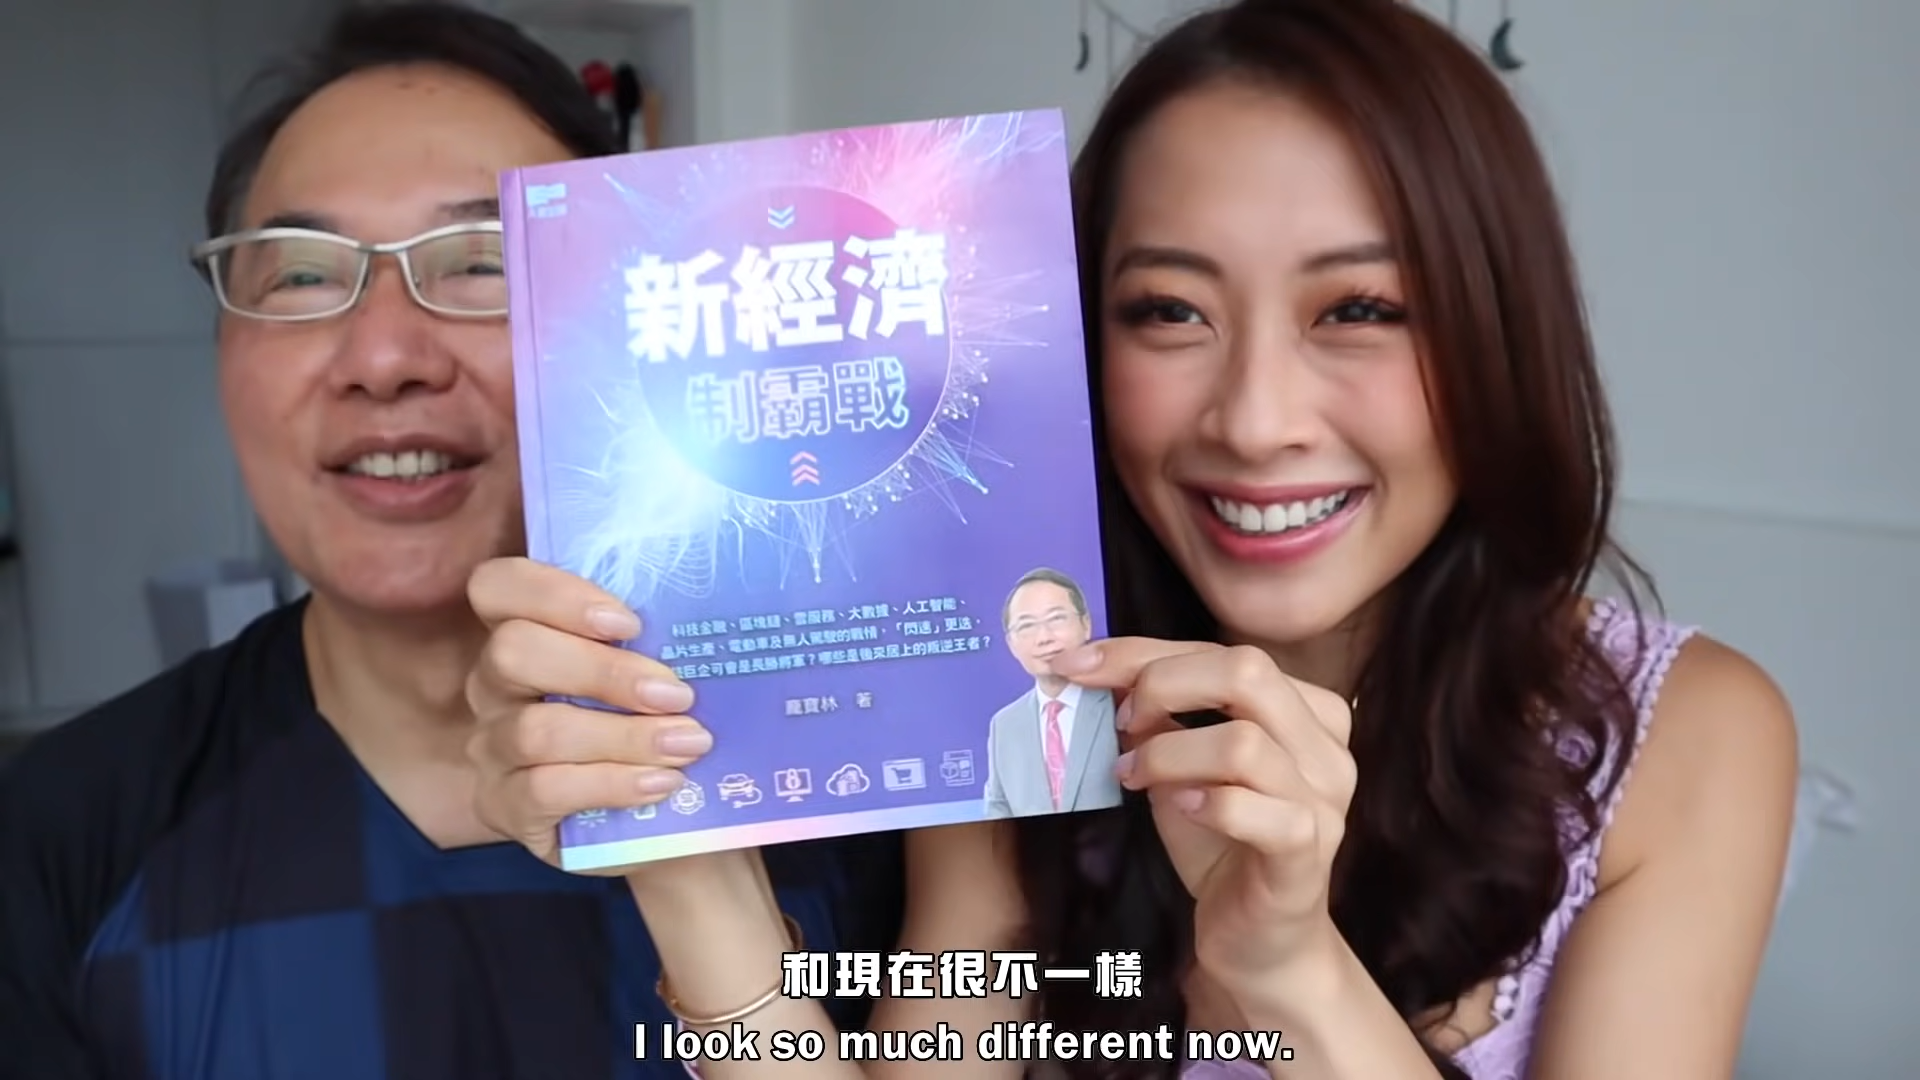 新經濟
制霸戰
科技金融、區塊鏈、雲服務、大數據、人工智能、
晶片生產、電動車及無人駕駛的戰情，「閃速」更迭，
巨企可會是長勝將軍？哪些是後來居上的叛逆王者？
龐寶林 著
和現在很不一樣
I look so much different now.